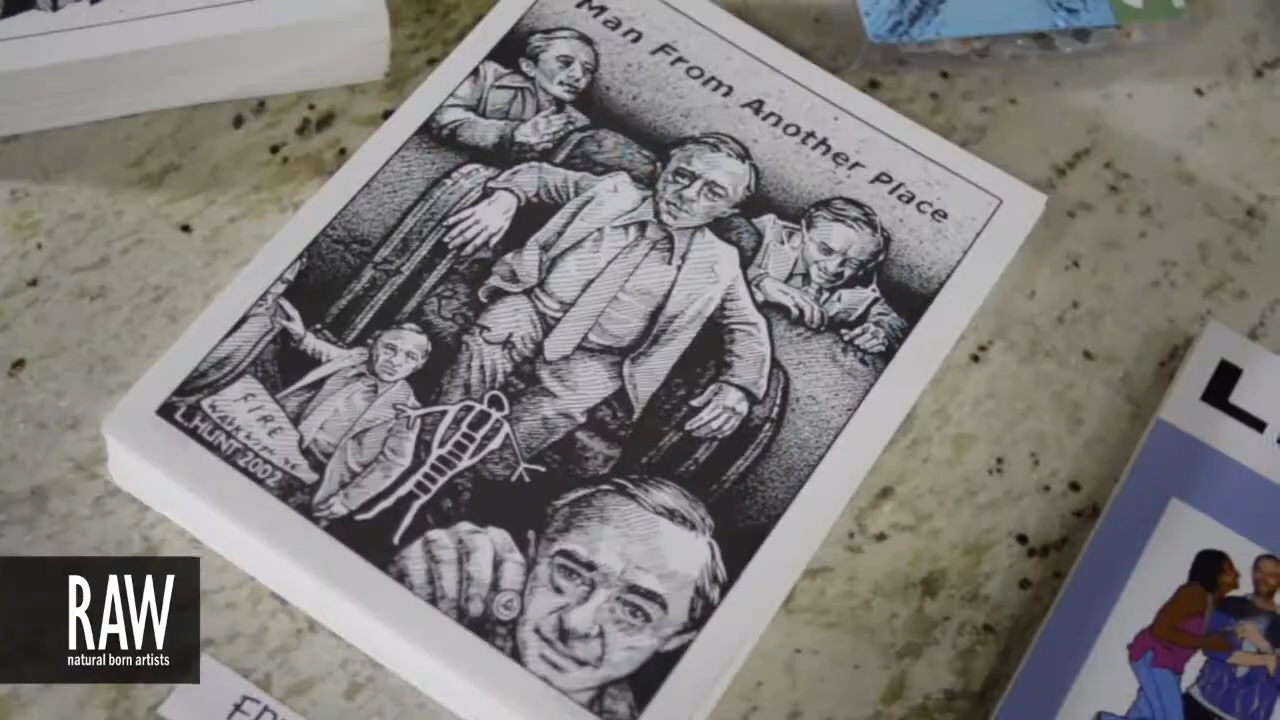 Man From Another Place
FIRE
WALK WITH ME
L.HUNT 2002
RAW
natural born artists